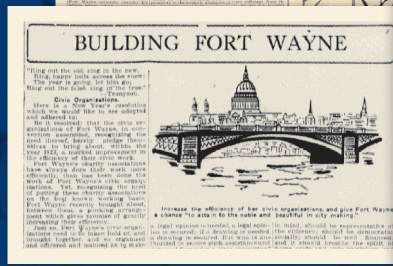 BUILDING FORT WAYNE
"Ring out the old, ring in the new,
Ring, happy bells across the snow;
The year is going, let him go;
Ring out the false, ring in the true."
Tennyson.
Civic Organizations.
Here is a New Year's resolution
which we would like to see adopted
and adhered to:
Be it resolved: that the civic or-
ganizations of Fort Wayne, in con-
vention assembled, recognizing the
need thereof, hereby pledge them-
selves to bring about, within the
year 1923, a marked improvement in
the efficiency of their civic work.
Fort Wayne's charity associations
have always done their work more
efficiently, than has been done the
work of Fort Wayne's civic organ-
izations. Yet, recognizing the need
of putting these charity associations
on the best known working basis,
Fort Wayne recently brought about,
between them, a working arrange-
ment which gives promise of greatly
increasing their efficiency.
Just so, Fort Wayne's civic organ-
izations need to be taken hold of, and
brought together, and so organized
and officered and manned as to make
Increase the efficiency of her civic organizations, and give Fort Wayne
a chance "to attain to the noble and beautiful in city making."
a legal opinion is needed, a legal opin-
ion is secured; if a drawing is needed,
a drawing is secured. But who is au-
thorized to secure such assistance and
to mind, should be representative of
the citizenry; should be directed
socially; should be well financed;
and it should breathe the spirit of